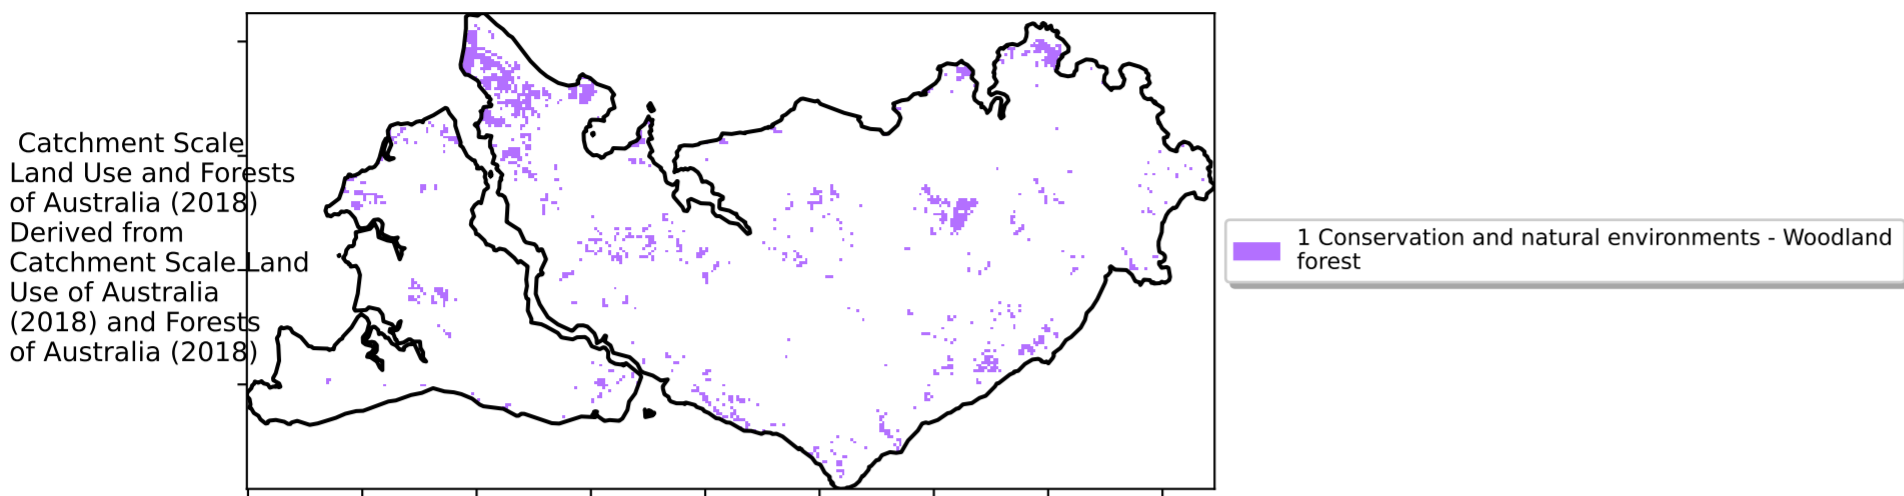 Catchment Scale
Land Use and Forests
of Australia (2018)
Derived from
Catchment Scale Land
Use of Australia
(2018) and Forests
of Australia (2018)
1 Conservation and natural environments - Woodland
forest